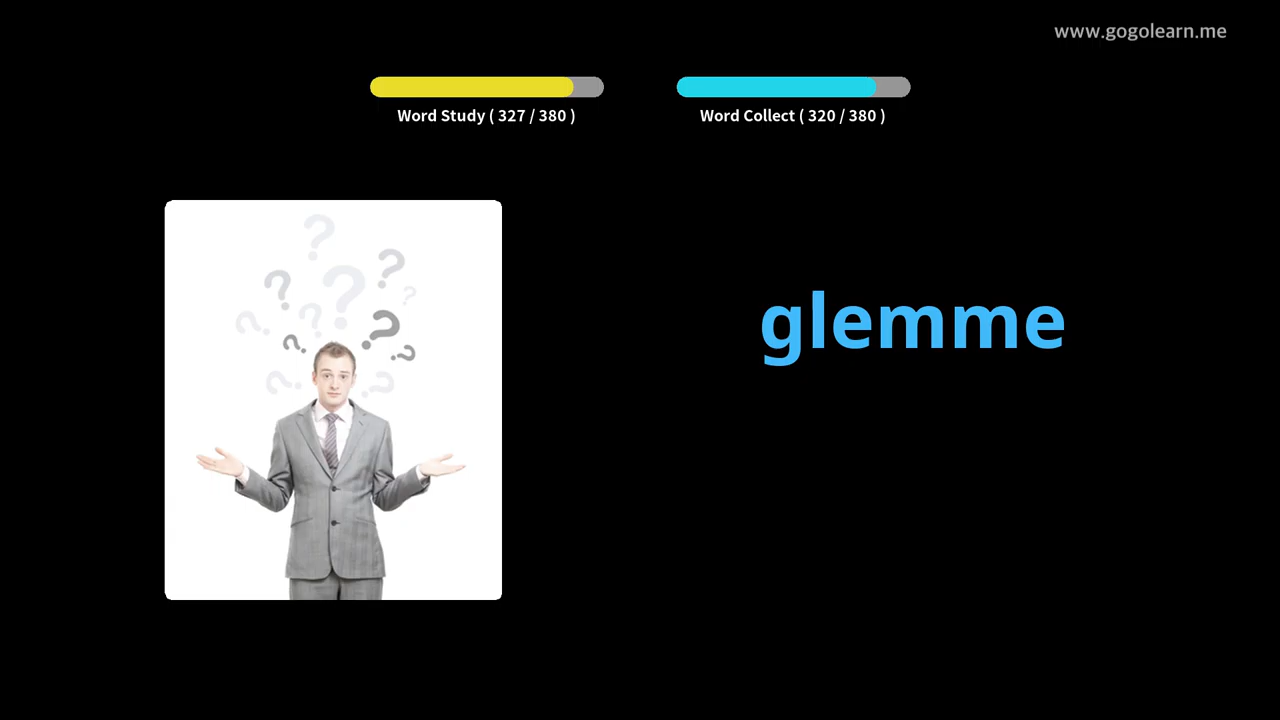 www.gogolearn.me
Word Study ( 327 / 380 )
Word Collect ( 320 / 380 )
? ? ? ? ? ? ? ? ? ? ? ?
glemme